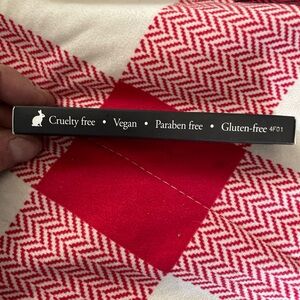 Cruelty free • Vegan • Paraben free • Gluten-free 4F01